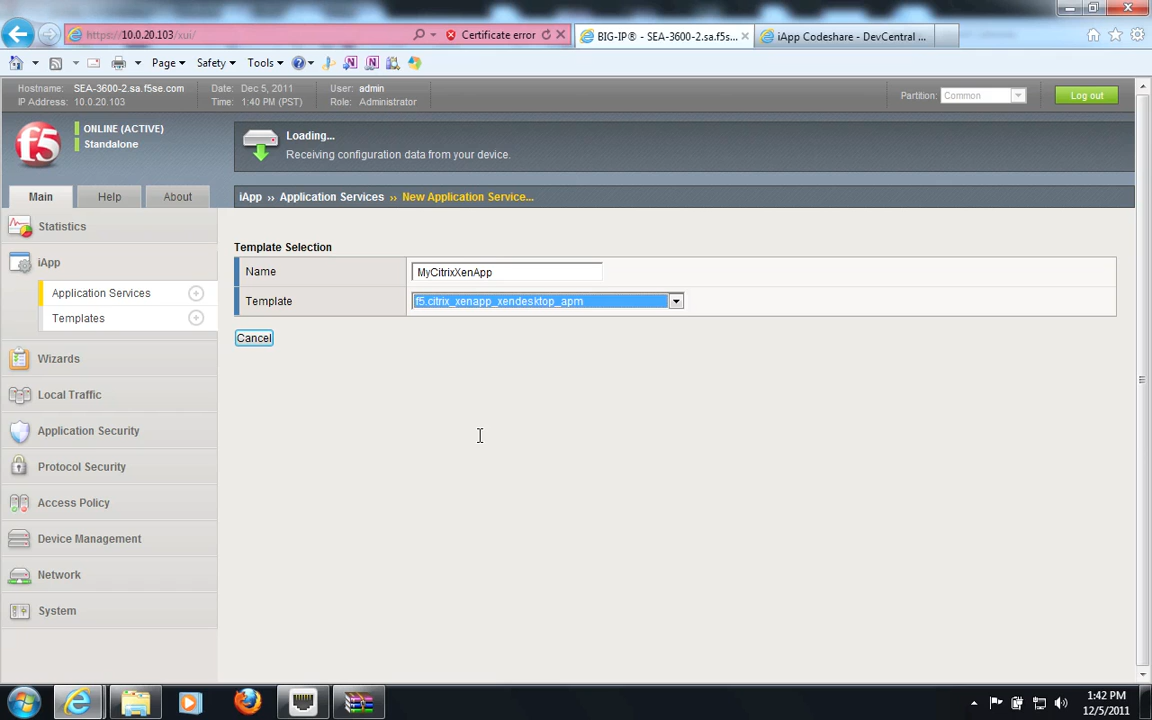 https://10.0.20.103/xui/
Certificate error
BIG-IP® - SEA-3600-2.sa.f5s...
iApp Codeshare - DevCentral ...
Page
Safety
Tools
Hostname: SEA-3600-2.sa.f5se.com
Date: Dec 5, 2011
User: admin
IP Address: 10.0.20.103
Time: 1:40 PM (PST)
Role: Administrator
Partition: Common
Log out
f5
ONLINE (ACTIVE)
Standalone
Loading...
Receiving configuration data from your device.
Main
Help
About
iApp ›› Application Services ›› New Application Service...
Statistics
iApp
Application Services
Templates
Wizards
Local Traffic
Application Security
Protocol Security
Access Policy
Device Management
Network
System
Template Selection
Name
MyCitrixXenApp
Template
f5.citrix_xenapp_xendesktop_apm
Cancel
1:42 PM
12/5/2011